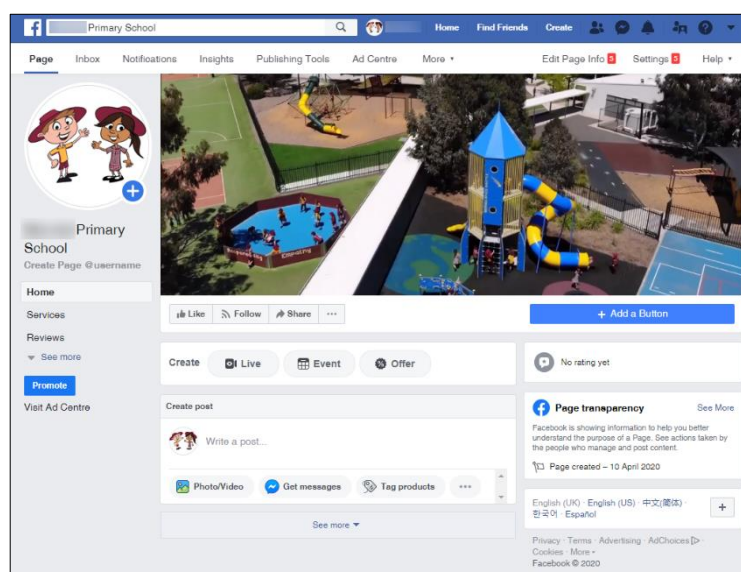 Primary School
Home Find Friends Create
Page Inbox Notifications Insights Publishing Tools Ad Centre More Edit Page Info 5 Settings 5 Help
Primary
School
Create Page @username
Home
Services
Reviews
See more
Promote
Visit Ad Centre
Like Follow Share ...
+ Add a Button
Create Live Event Offer
No rating yet
Create post
Write a post...
Photo/Video Get messages Tag products ...
See more
Page transparency See More
Facebook is showing information to help you better
understand the purpose of a Page. See actions taken by
the people who manage and post content.
Page created – 10 April 2020
English (UK) · English (US) · 中文(简体) ·
한국어 · Español
+
Privacy · Terms · Advertising · AdChoices ·
Cookies · More
Facebook © 2020